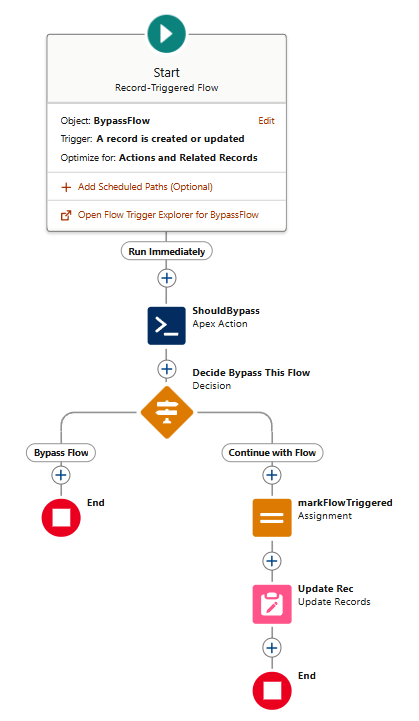 Start
Record-Triggered Flow
Object: BypassFlow Edit
Trigger: A record is created or updated
Optimize for: Actions and Related Records
Add Scheduled Paths (Optional)
Open Flow Trigger Explorer for BypassFlow
Run Immediately
ShouldBypass
Apex Action
Decide Bypass This Flow
Decision
Bypass Flow
Continue with Flow
End
markFlowTriggered
Assignment
Update Rec
Update Records
End